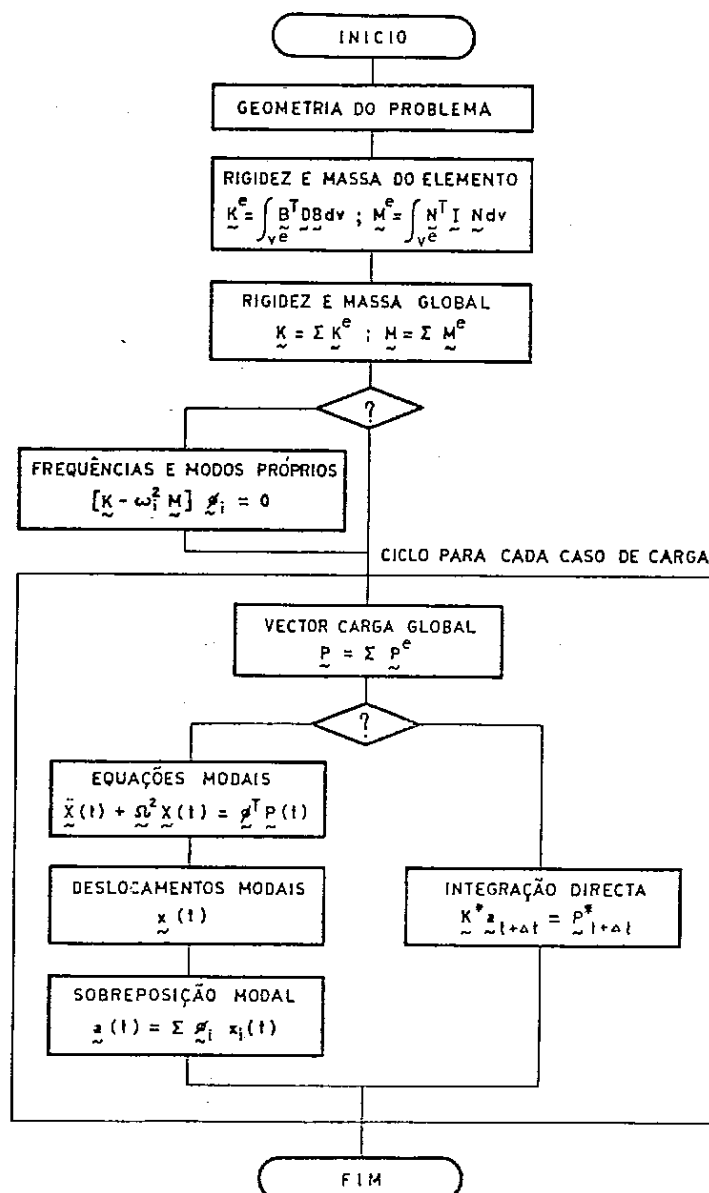 INICIO
GEOMETRIA DO PROBLEMA
RIGIDEZ E MASSA DO ELEMENTO
K^e = ∫_{v^e} B^T D B dv ; M^e = ∫_{v^e} N^T I N dv
RIGIDEZ E MASSA GLOBAL
K = Σ K^e ; M = Σ M^e
?
FREQUÊNCIAS E MODOS PRÓPRIOS
[K - ω_i^2 M] ø_i = 0
CICLO PARA CADA CASO DE CARGA
VECTOR CARGA GLOBAL
P = Σ P^e
?
EQUAÇÕES MODAIS
Ẍ(t) + Ω^2 X(t) = ø^T P(t)
DESLOCAMENTOS MODAIS
x(t)
SOBREPOSIÇÃO MODAL
a(t) = Σ ø_i x_i(t)
INTEGRAÇÃO DIRECTA
K^* a_{t+Δt} = P^*_{t+Δt}
FIM